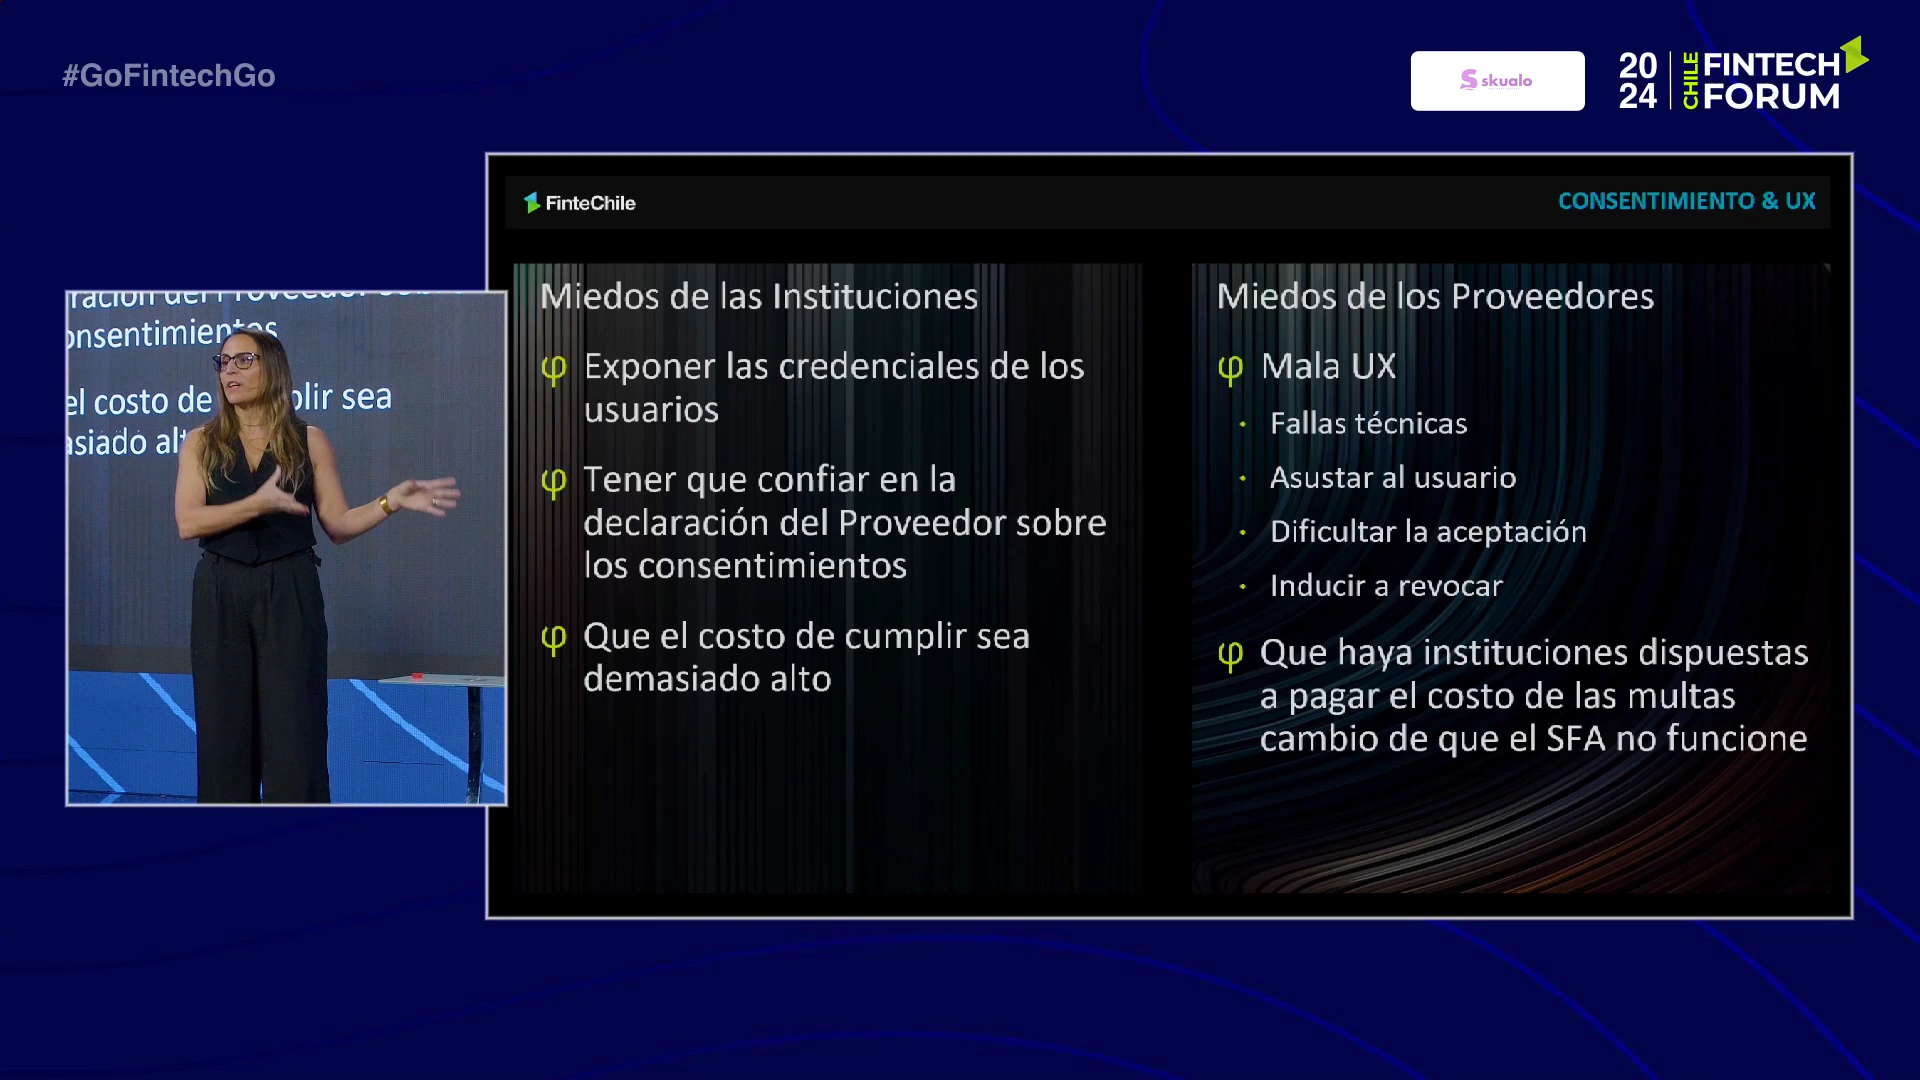 #GoFintechGo
skualo
20
24
CHILE
FINTECH
FORUM
FinteChile
CONSENTIMIENTO & UX
Miedos de las Instituciones
φ Exponer las credenciales de los
usuarios
φ Tener que confiar en la
declaración del Proveedor sobre
los consentimientos
φ Que el costo de cumplir sea
demasiado alto
Miedos de los Proveedores
φ Mala UX
· Fallas técnicas
· Asustar al usuario
· Dificultar la aceptación
· Inducir a revocar
φ Que haya instituciones dispuestas
a pagar el costo de las multas
cambio de que el SFA no funcione
onsentimientos
el costo de plir sea
asiado alt